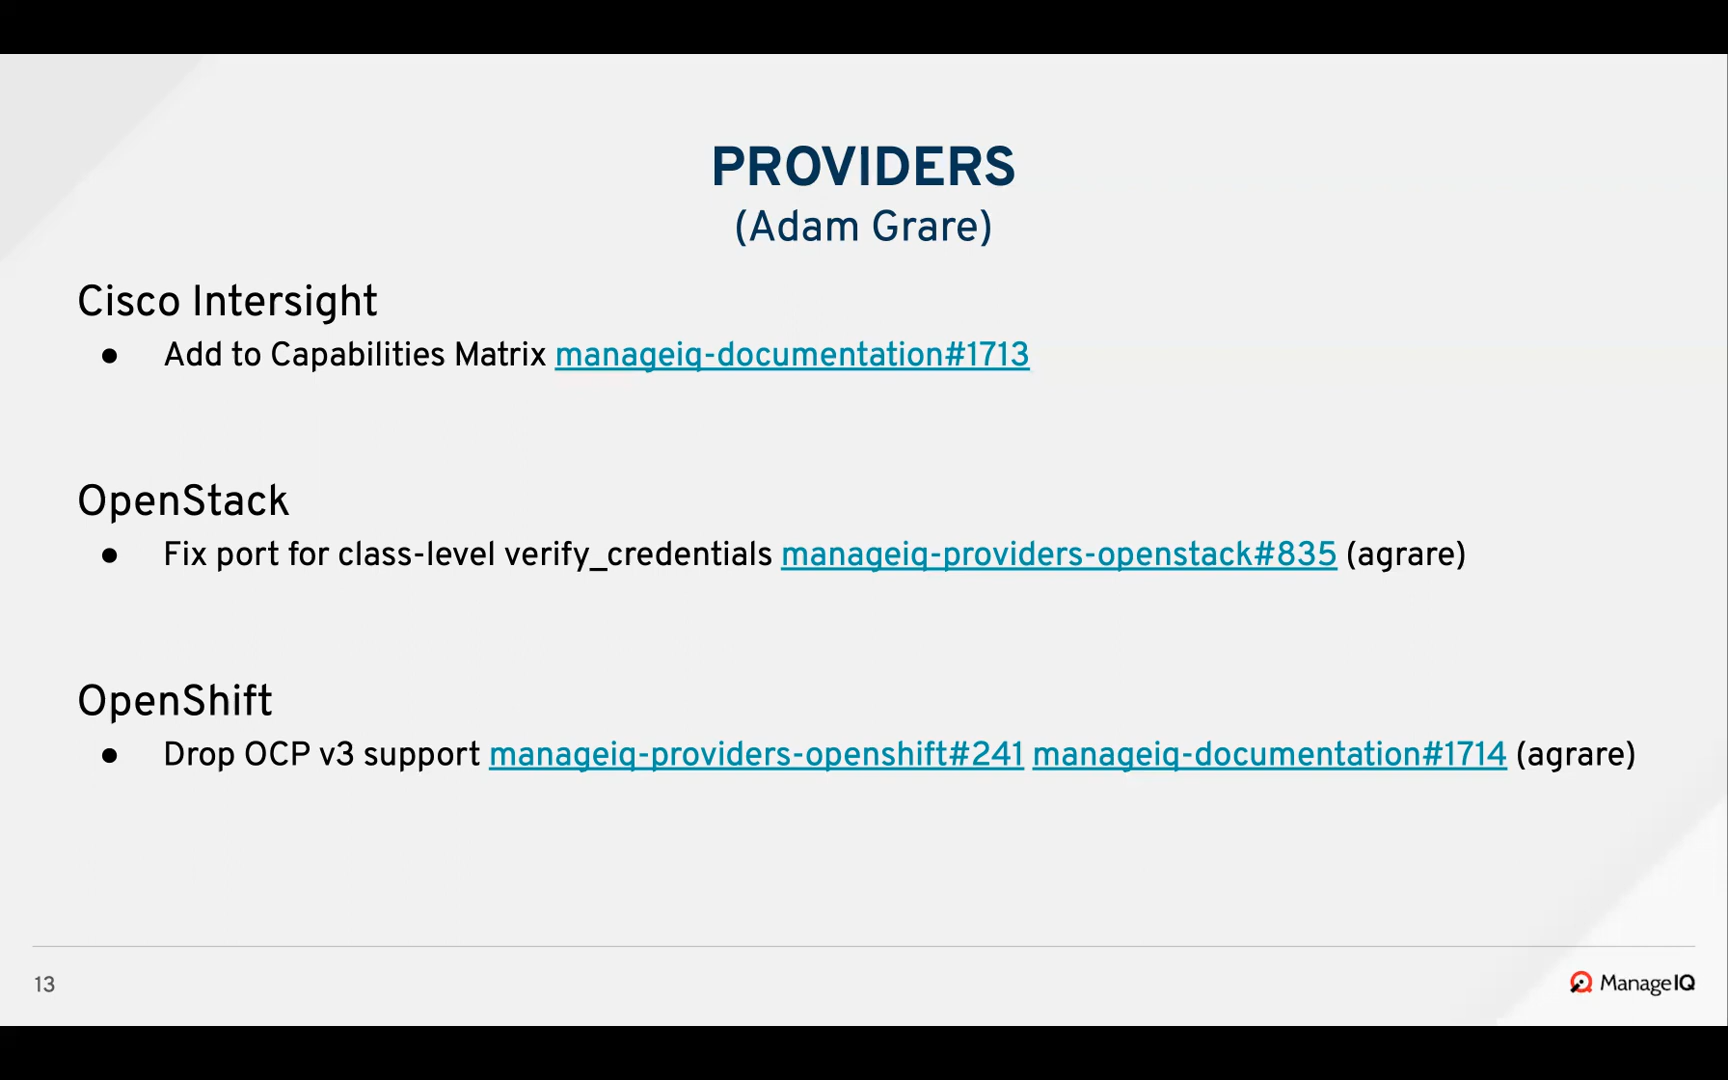 PROVIDERS
(Adam Grare)
Cisco Intersight
● Add to Capabilities Matrix manageiq-documentation#1713
OpenStack
● Fix port for class-level verify_credentials manageiq-providers-openstack#835 (agrare)
OpenShift
● Drop OCP v3 support manageiq-providers-openshift#241 manageiq-documentation#1714 (agrare)
13
ManageIQ